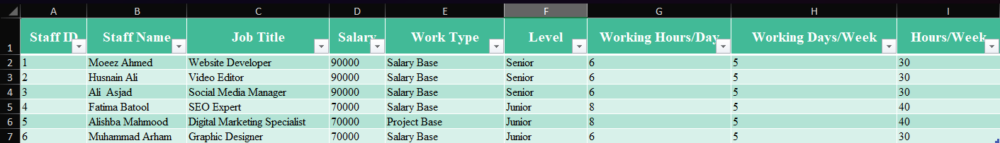 A B C D E F G H I
1 Staff ID Staff Name Job Title Salary Work Type Level Working Hours/Day Working Days/Week Hours/Week
2 1 Moeez Ahmed Website Developer 90000 Salary Base Senior 6 5 30
3 2 Husnain Ali Video Editor 90000 Salary Base Senior 6 5 30
4 3 Ali  Asjad Social Media Manager 90000 Salary Base Senior 6 5 30
5 4 Fatima Batool SEO Expert 70000 Salary Base Junior 8 5 40
6 5 Alishba Mahmood Digital Marketing Specialist 70000 Project Base Junior 8 5 40
7 6 Muhammad Arham Graphic Designer 70000 Salary Base Junior 6 5 30